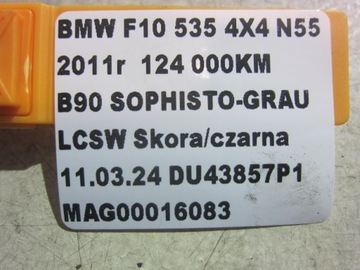 BMW F10 535 4X4 N55
2011r 124 000KM
B90 SOPHISTO-GRAU
LCSW Skora/czarna
11.03.24 DU43857P1
MAG00016083